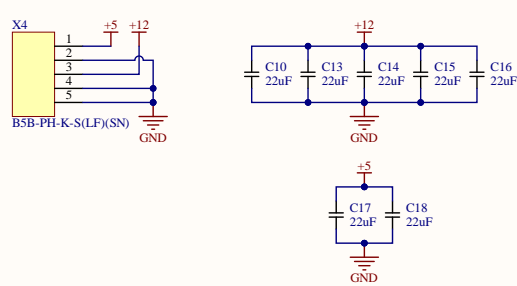 X4
+5 +12
1
2
3
4
5
B5B-PH-K-S(LF)(SN)
GND
+12
C10 C13 C14 C15 C16
22uF 22uF 22uF 22uF 22uF
GND
+5
C17 C18
22uF 22uF
GND